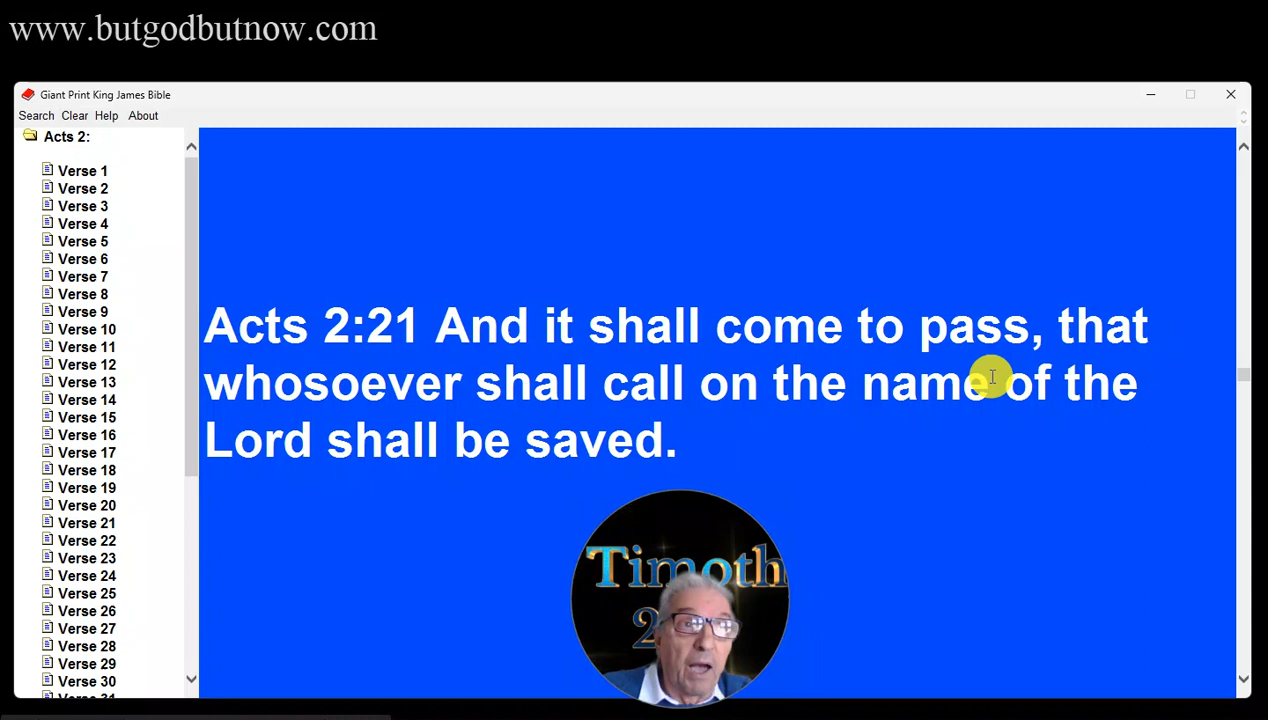 www.butgodbutnow.com
Giant Print King James Bible
Search Clear Help About
Acts 2:
Verse 1
Verse 2
Verse 3
Verse 4
Verse 5
Verse 6
Verse 7
Verse 8
Verse 9
Verse 10
Verse 11
Verse 12
Verse 13
Verse 14
Verse 15
Verse 16
Verse 17
Verse 18
Verse 19
Verse 20
Verse 21
Verse 22
Verse 23
Verse 24
Verse 25
Verse 26
Verse 27
Verse 28
Verse 29
Verse 30
Verse 31
Acts 2:21 And it shall come to pass, that
whosoever shall call on the name of the
Lord shall be saved.
Timoth
2